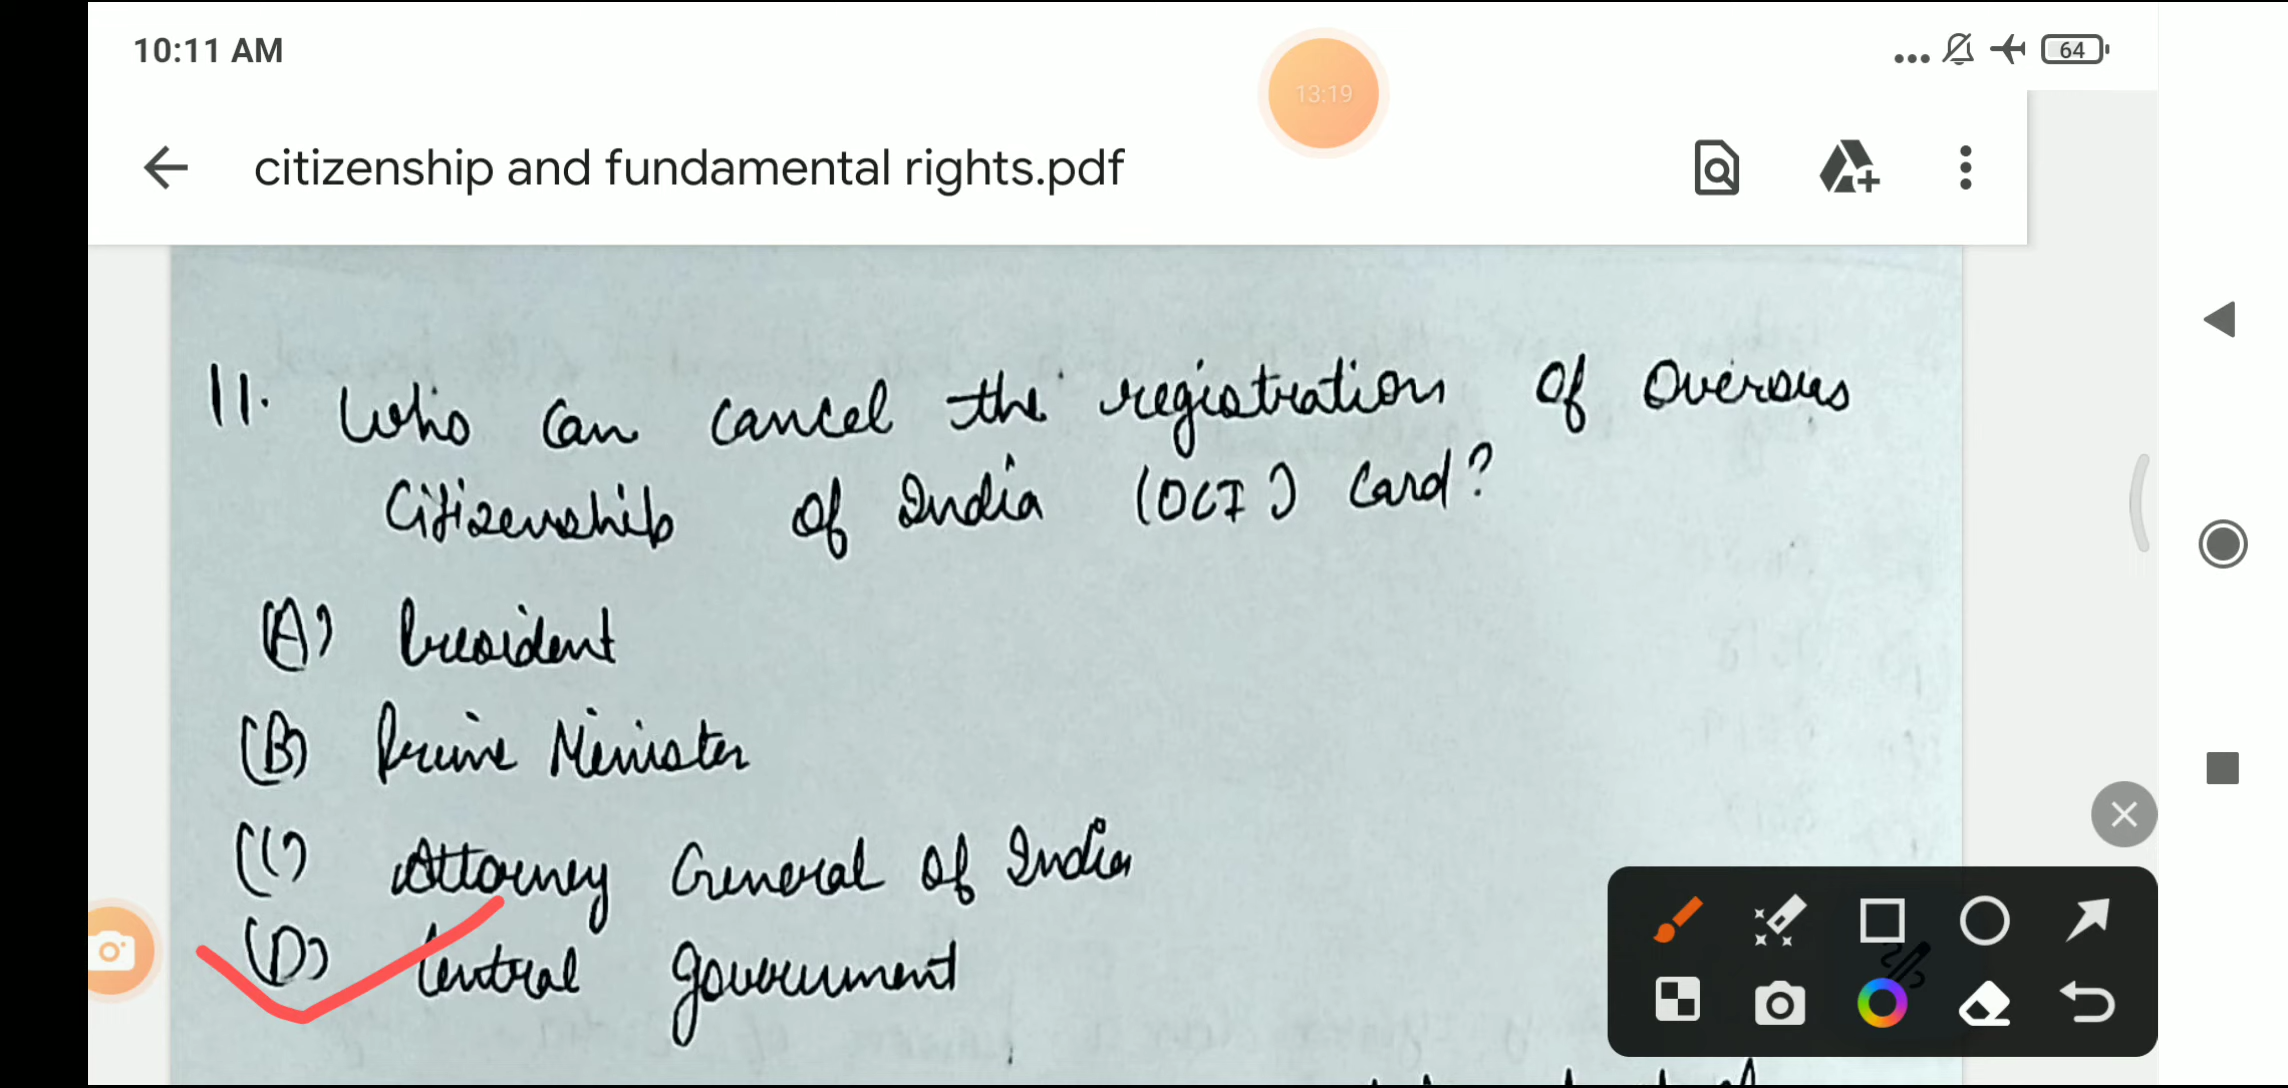 10:11 AM
13:19
64
citizenship and fundamental rights.pdf
11. Who can cancel the registration of Overseas
Citizenship of India (OCI) Card?
(A) President
(B) Prime Minister
(C) Attorney General of India
(D) Central government